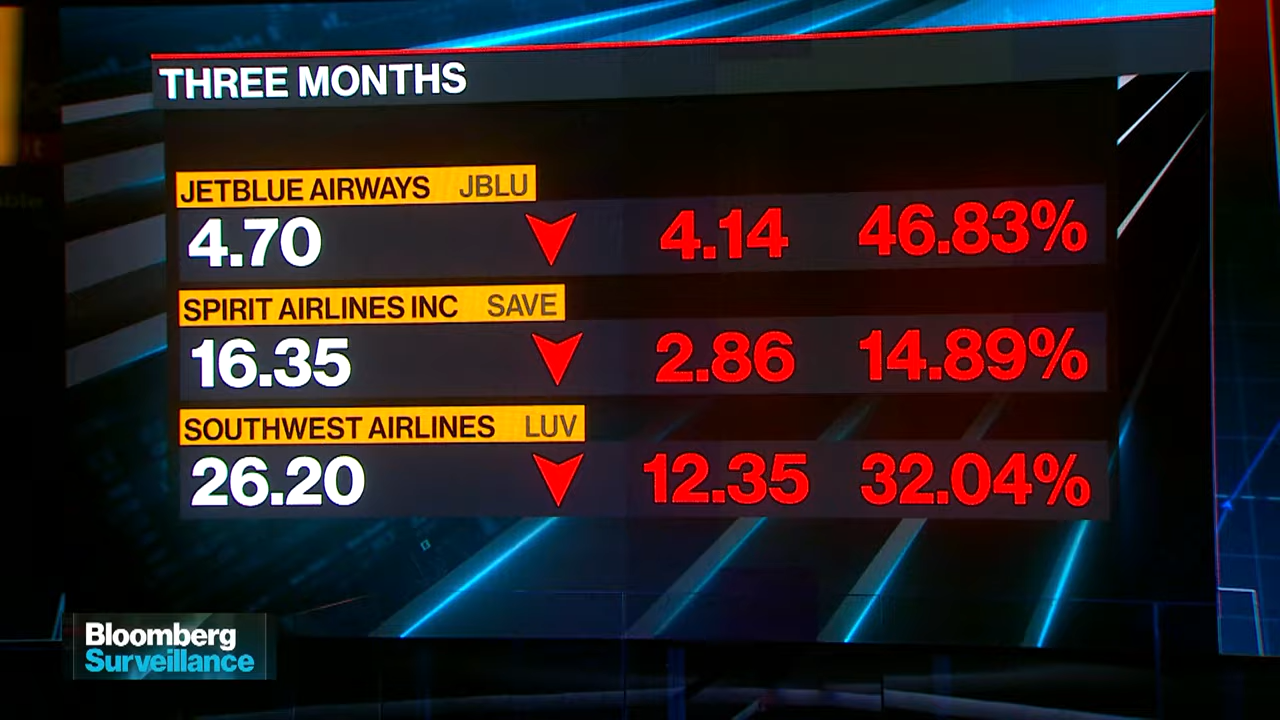 THREE MONTHS
JETBLUE AIRWAYS JBLU
4.70 4.14 46.83%
SPIRIT AIRLINES INC SAVE
16.35 2.86 14.89%
SOUTHWEST AIRLINES LUV
26.20 12.35 32.04%
Bloomberg
Surveillance